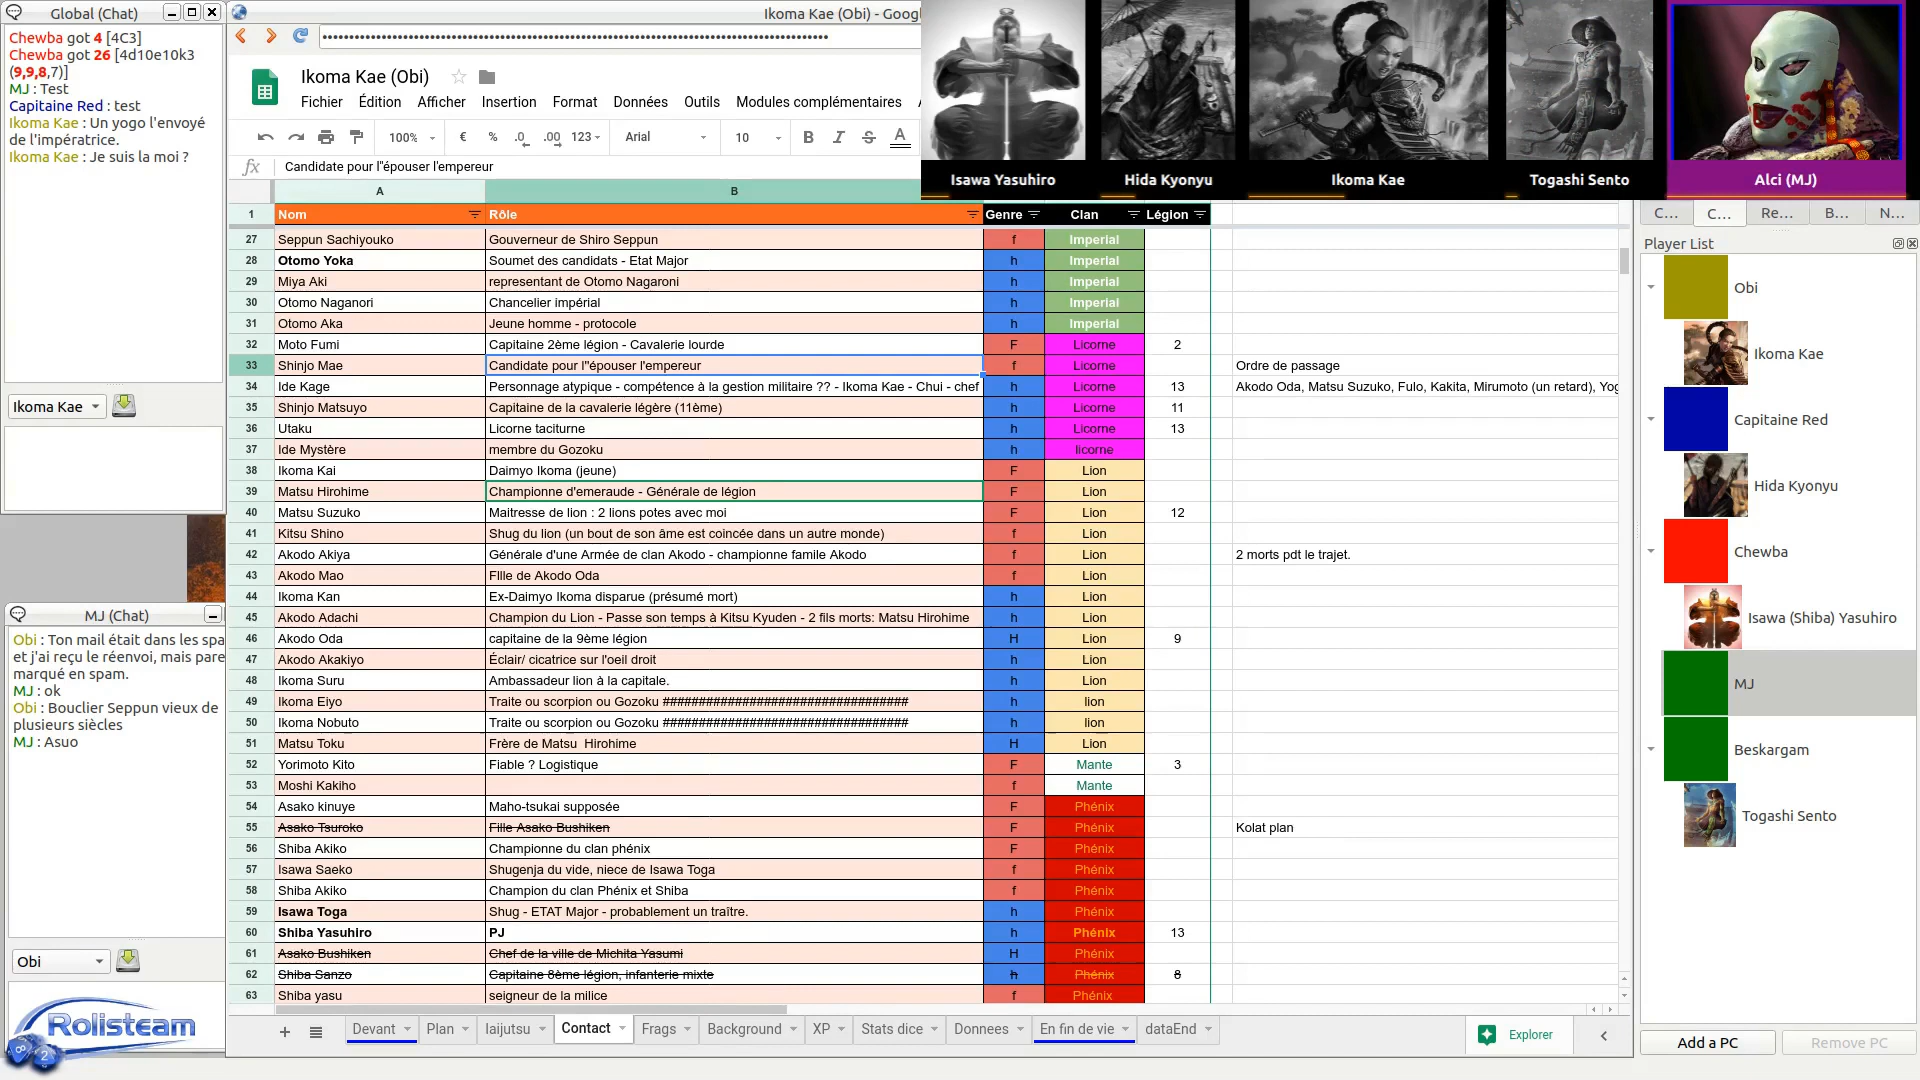 Global (Chat)
Chewba got 4 [4C3]
Chewba got 26 [4d10e10k3
(9,9,8,7)]
MJ : Test
Capitaine Red : test
Ikoma Kae : Un yogo l'envoyé
de l'impératrice.
Ikoma Kae : Je suis la moi ?
Ikoma Kae
MJ (Chat)
Obi : Ton mail était dans les spa
et j'ai reçu le réenvoi, mais pare
marqué en spam.
MJ : ok
Obi : Bouclier Seppun vieux de
plusieurs siècles
MJ : Asuo
Obi
Rolisteam
Ikoma Kae (Obi) - Goog
Ikoma Kae (Obi)
Fichier Édition Afficher Insertion Format Données Outils Modules complémentaires
100% € % .0 .00 123 Arial 10 B I S A
fx Candidate pour l"épouser l'empereur
A B
1 Nom Rôle Genre Clan Légion
27 Seppun Sachiyouko Gouverneur de Shiro Seppun f Imperial
28 Otomo Yoka Soumet des candidats - Etat Major h Imperial
29 Miya Aki representant de Otomo Nagaroni h Imperial
30 Otomo Naganori Chancelier impérial h Imperial
31 Otomo Aka Jeune homme - protocole h Imperial
32 Moto Fumi Capitaine 2ème légion - Cavalerie lourde F Licorne 2
33 Shinjo Mae Candidate pour l"épouser l'empereur f Licorne Ordre de passage
34 Ide Kage Personnage atypique - compétence à la gestion militaire ?? - Ikoma Kae - Chui - chef h Licorne 13 Akodo Oda, Matsu Suzuko, Fulo, Kakita, Mirumoto (un retard), Yog
35 Shinjo Matsuyo Capitaine de la cavalerie légère (11ème) h Licorne 11
36 Utaku Licorne taciturne h Licorne 13
37 Ide Mystère membre du Gozoku h licorne
38 Ikoma Kai Daimyo Ikoma (jeune) F Lion
39 Matsu Hirohime Championne d'emeraude - Générale de légion F Lion
40 Matsu Suzuko Maitresse de lion : 2 lions potes avec moi F Lion 12
41 Kitsu Shino Shug du lion (un bout de son âme est coincée dans un autre monde) f Lion
42 Akodo Akiya Générale d'une Armée de clan Akodo - championne famile Akodo f Lion 2 morts pdt le trajet.
43 Akodo Mao FIlle de Akodo Oda f Lion
44 Ikoma Kan Ex-Daimyo Ikoma disparue (présumé mort) h Lion
45 Akodo Adachi Champion du Lion - Passe son temps à Kitsu Kyuden - 2 fils morts: Matsu Hirohime h Lion
46 Akodo Oda capitaine de la 9ème légion H Lion 9
47 Akodo Akakiyo Éclair/ cicatrice sur l'oeil droit h Lion
48 Ikoma Suru Ambassadeur lion à la capitale. h Lion
49 Ikoma Eiyo Traite ou scorpion ou Gozoku ################################## h lion
50 Ikoma Nobuto Traite ou scorpion ou Gozoku ################################## h lion
51 Matsu Toku Frère de Matsu Hirohime H Lion
52 Yorimoto Kito Fiable ? Logistique F Mante 3
53 Moshi Kakiho f Mante
54 Asako kinuye Maho-tsukai supposée F Phénix
55 Asako Tsuroko Fille Asako Bushiken F Phénix Kolat plan
56 Shiba Akiko Championne du clan phénix F Phénix
57 Isawa Saeko Shugenja du vide, niece de Isawa Toga f Phénix
58 Shiba Akiko Champion du clan Phénix et Shiba f Phénix
59 Isawa Toga Shug - ETAT Major - probablement un traître. h Phénix
60 Shiba Yasuhiro PJ h Phénix 13
61 Asako Bushiken Chef de la ville de Michita Yasumi H Phénix
62 Shiba Sanzo Capitaine 8ème légion, infanterie mixte h Phénix 8
63 Shiba yasu seigneur de la milice f Phénix
Devant Plan Iaijutsu Contact Frags Background XP Stats dice Donnees En fin de vie dataEnd Explorer
Isawa Yasuhiro Hida Kyonyu Ikoma Kae Togashi Sento Alci (MJ)
C... C... Re... B... N...
Player List
Obi
Ikoma Kae
Capitaine Red
Hida Kyonyu
Chewba
Isawa (Shiba) Yasuhiro
MJ
Beskargam
Togashi Sento
Add a PC Remove PC